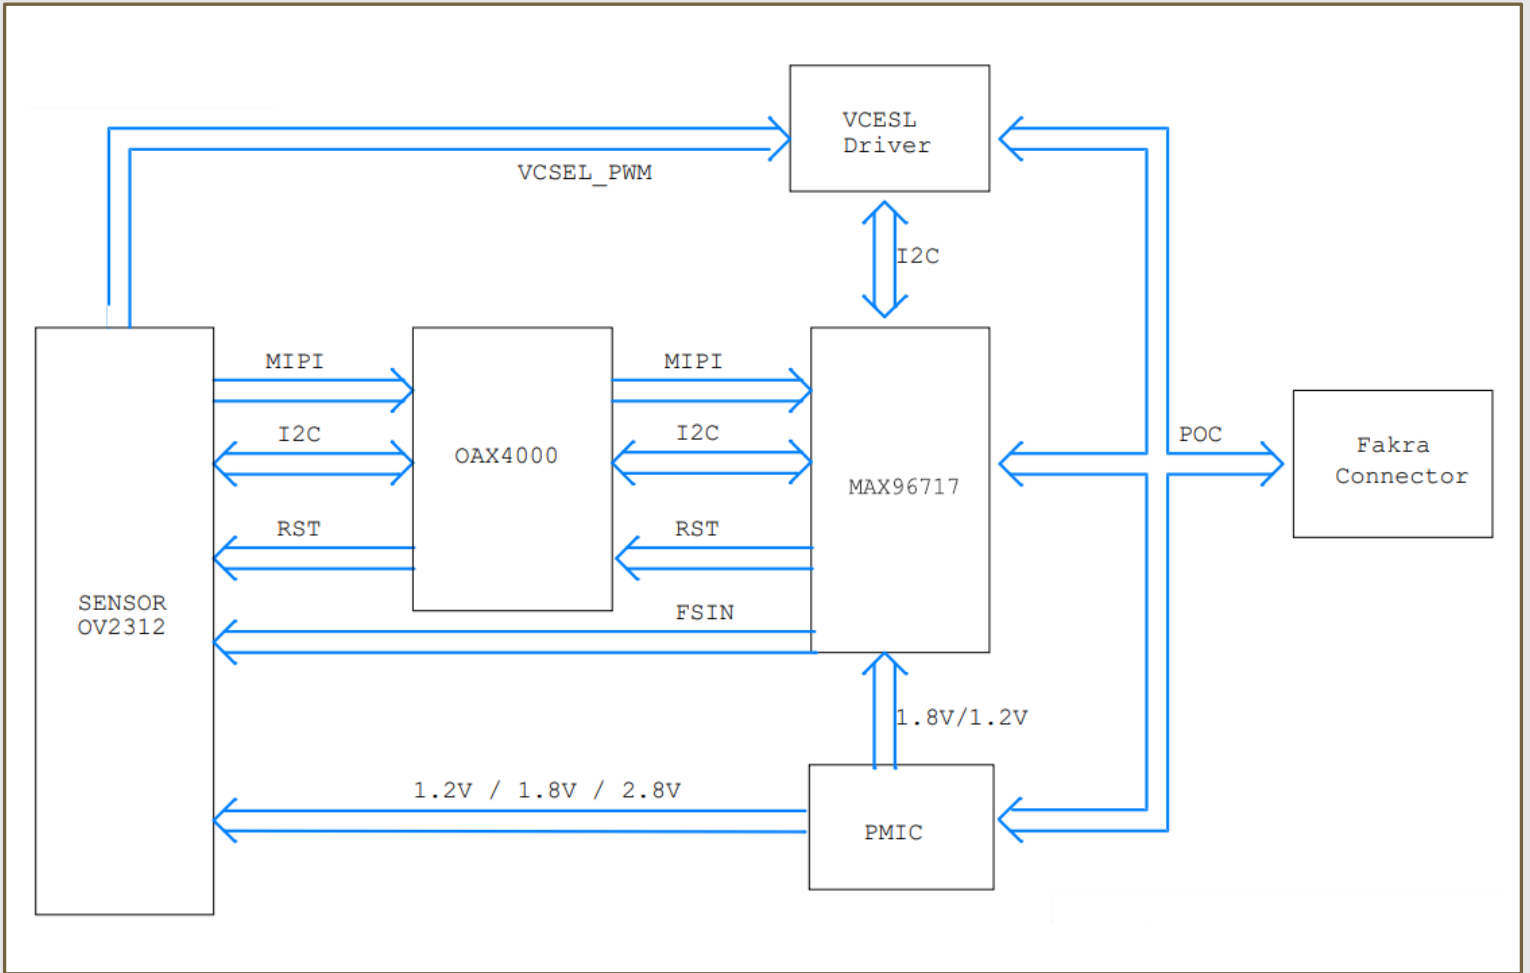 VCESL
Driver
VCSEL_PWM
I2C
MIPI
MIPI
I2C
I2C
POC
OAX4000
MAX96717
Fakra
Connector
RST
RST
SENSOR
OV2312
FSIN
1.8V/1.2V
1.2V / 1.8V / 2.8V
PMIC